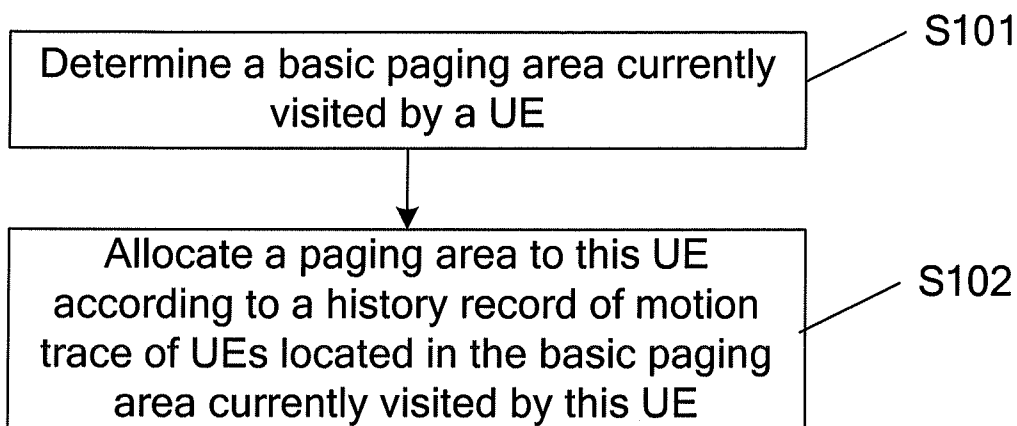 S101
Determine a basic paging area currently
visited by a UE
Allocate a paging area to this UE
according to a history record of motion
trace of UEs located in the basic paging
area currently visited by this UE
S102